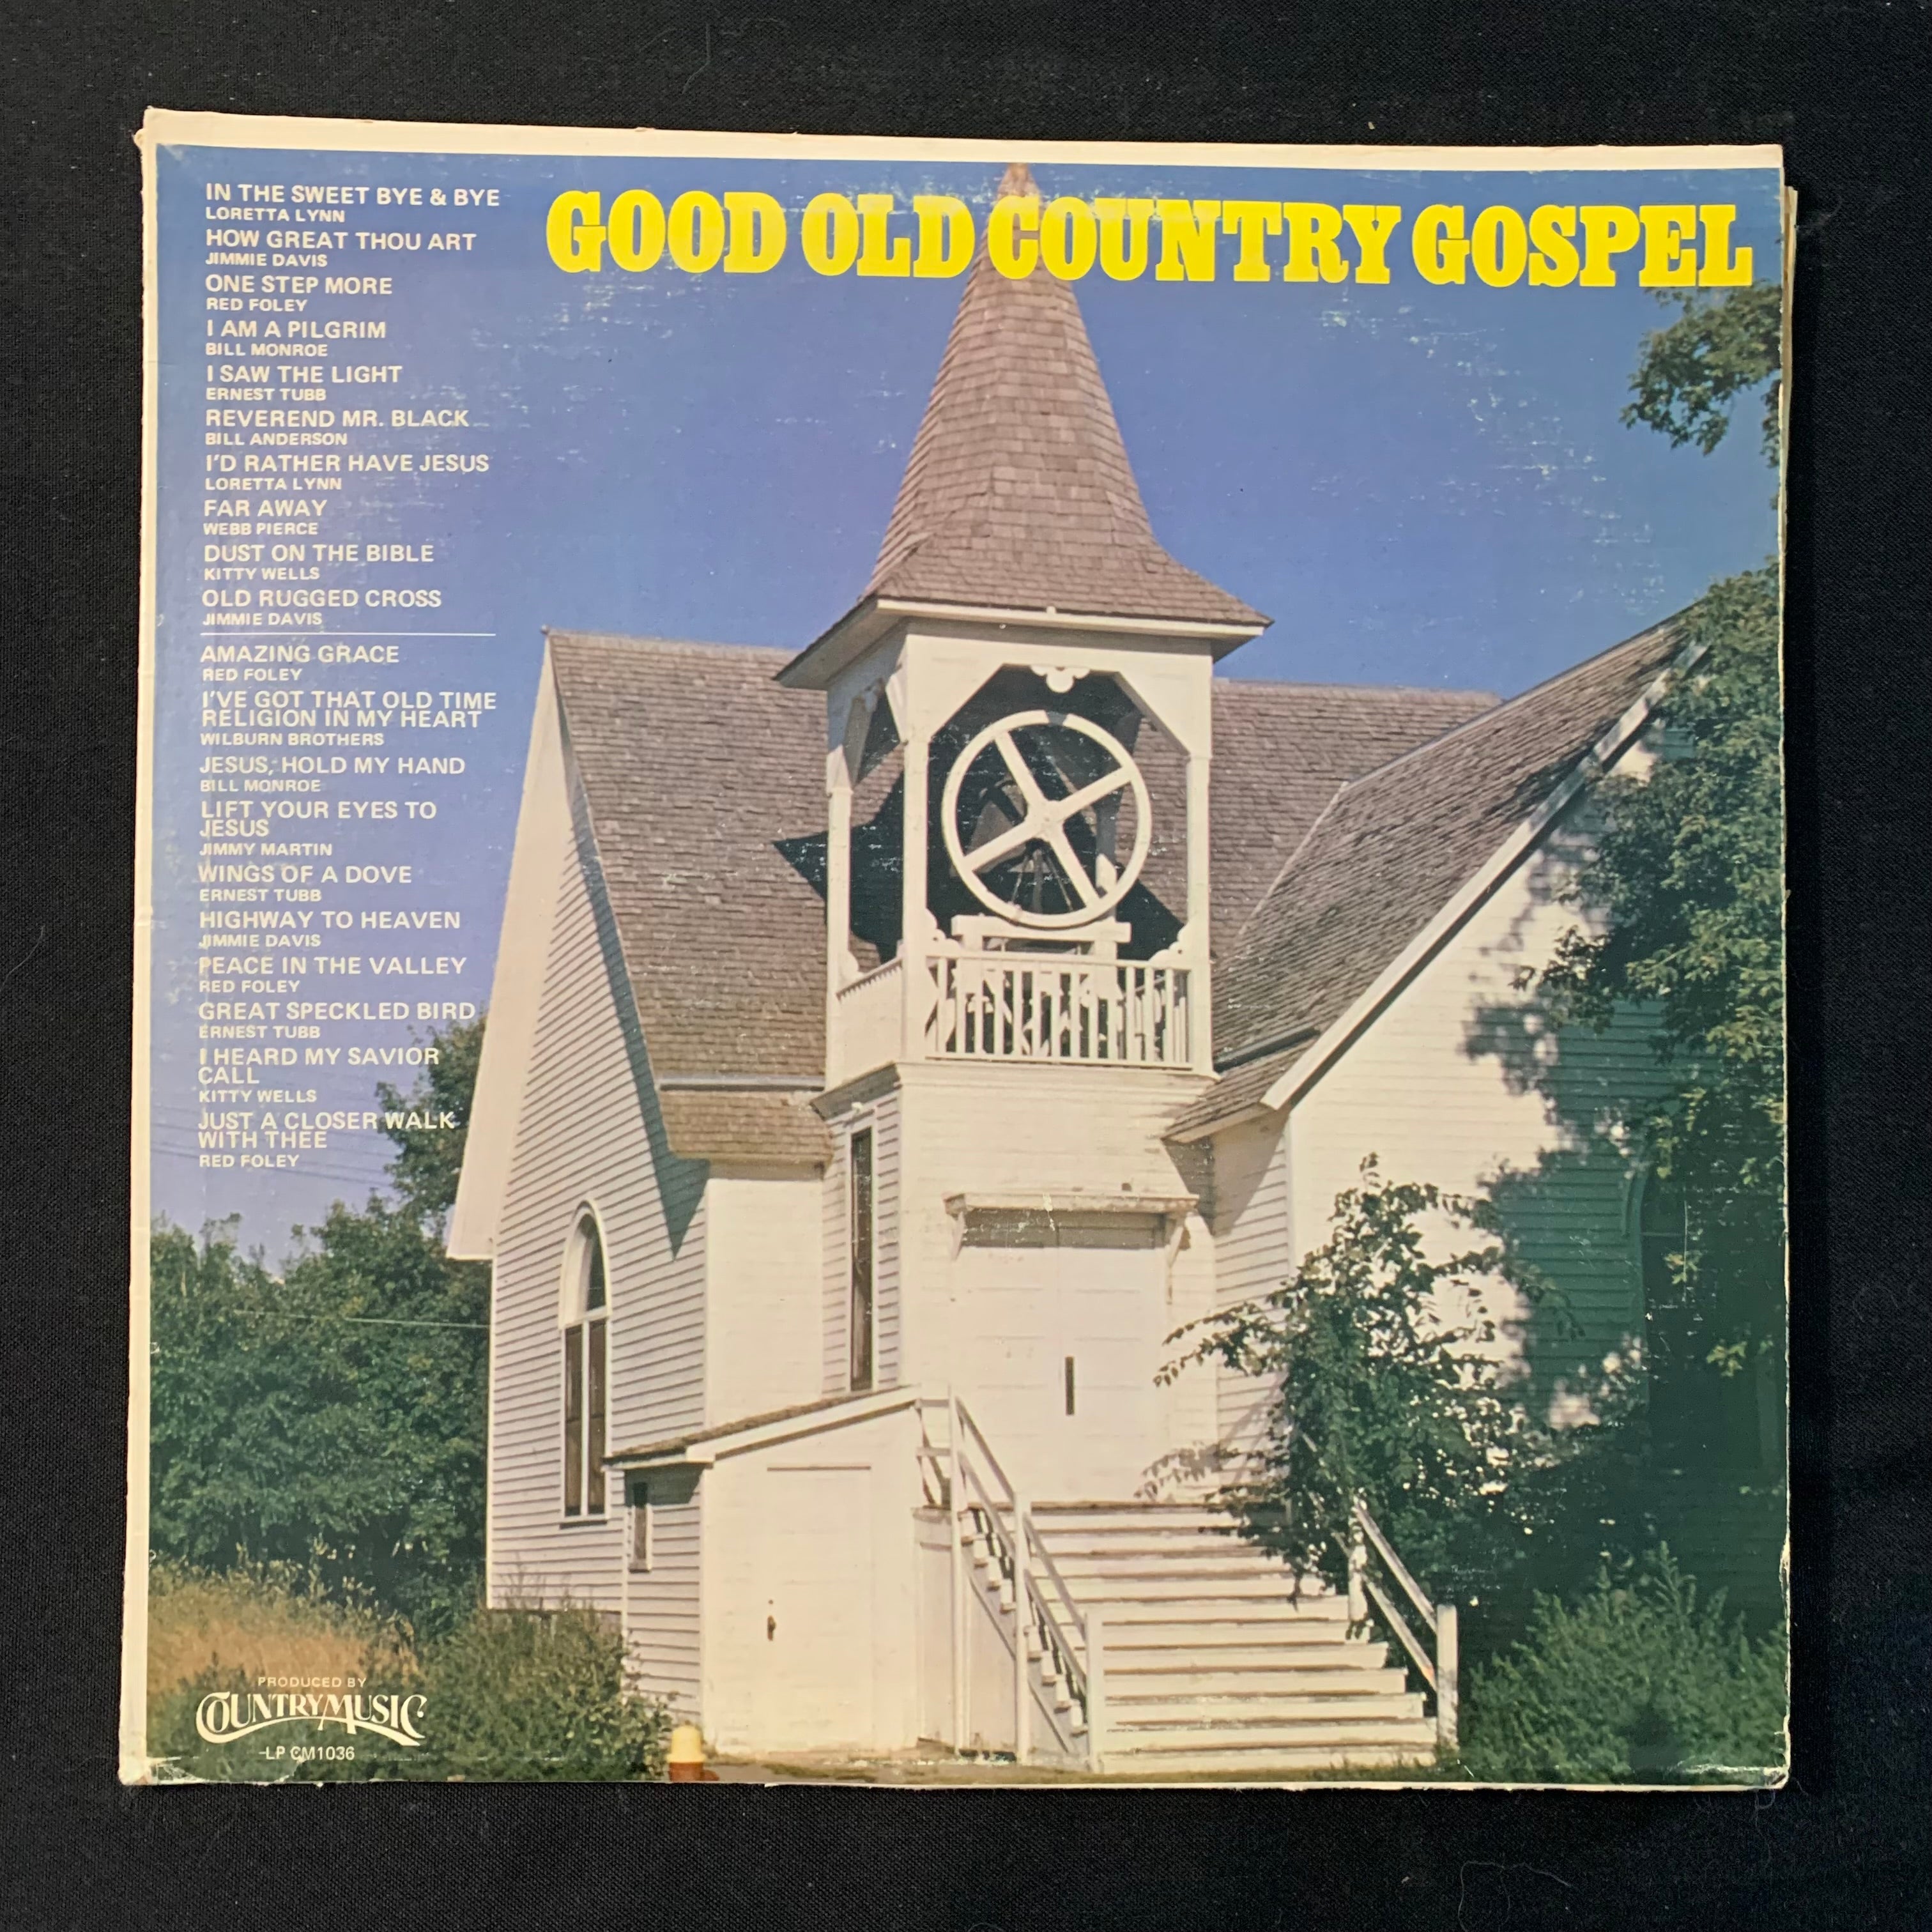 GOOD OLD COUNTRY GOSPEL
IN THE SWEET BYE & BYE
LORETTA LYNN
HOW GREAT THOU ART
JIMMIE DAVIS
ONE STEP MORE
RED FOLEY
I AM A PILGRIM
BILL MONROE
I SAW THE LIGHT
ERNEST TUBB
REVEREND MR. BLACK
BILL ANDERSON
I'D RATHER HAVE JESUS
LORETTA LYNN
FAR AWAY
WEBB PIERCE
DUST ON THE BIBLE
KITTY WELLS
OLD RUGGED CROSS
JIMMIE DAVIS
AMAZING GRACE
RED FOLEY
I'VE GOT THAT OLD TIME
RELIGION IN MY HEART
WILBURN BROTHERS
JESUS, HOLD MY HAND
BILL MONROE
LIFT YOUR EYES TO
JESUS
JIMMY MARTIN
WINGS OF A DOVE
ERNEST TUBB
HIGHWAY TO HEAVEN
JIMMIE DAVIS
PEACE IN THE VALLEY
RED FOLEY
GREAT SPECKLED BIRD
ERNEST TUBB
I HEARD MY SAVIOR
CALL
KITTY WELLS
JUST A CLOSER WALK
WITH THEE
RED FOLEY
PRODUCED BY
COUNTRY MUSIC
LP CM1036